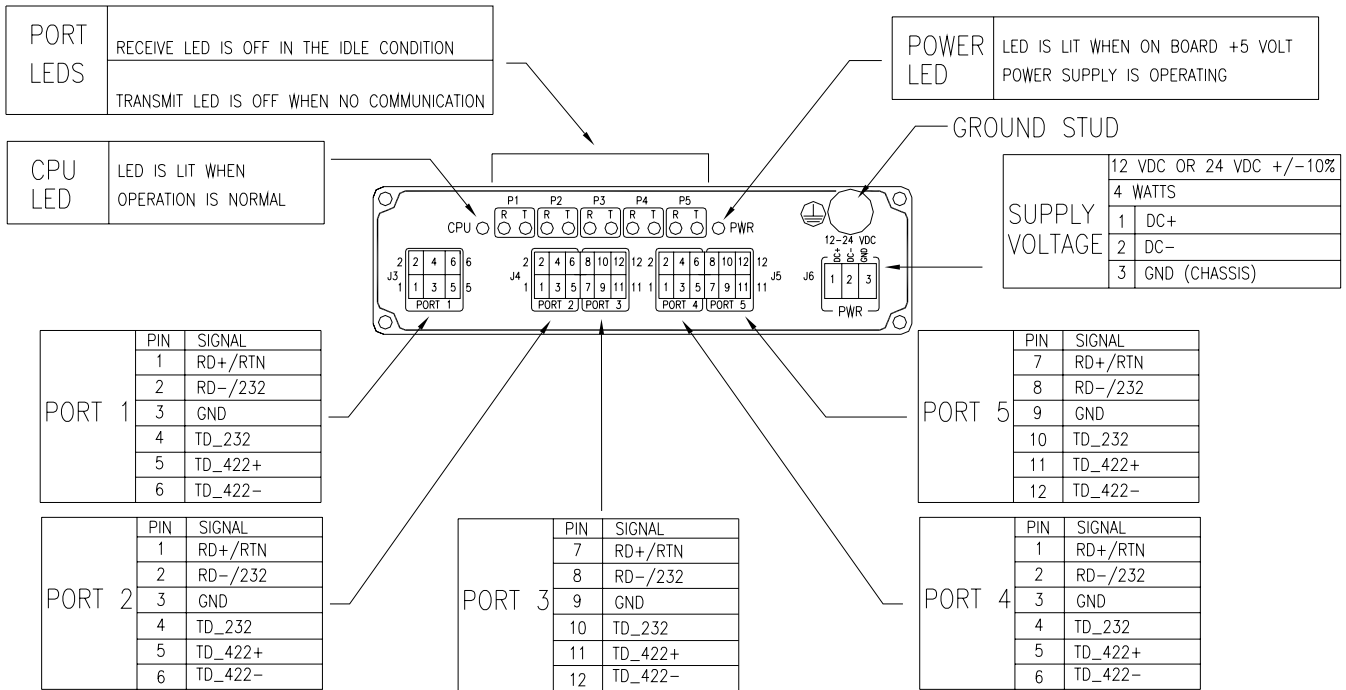 PORT LEDS
RECEIVE LED IS OFF IN THE IDLE CONDITION
TRANSMIT LED IS OFF WHEN NO COMMUNICATION
POWER LED
LED IS LIT WHEN ON BOARD +5 VOLT
POWER SUPPLY IS OPERATING
CPU LED
LED IS LIT WHEN
OPERATION IS NORMAL
GROUND STUD
SUPPLY VOLTAGE
12 VDC OR 24 VDC +/-10%
4 WATTS
1 DC+
2 DC-
3 GND (CHASSIS)
P1 P2 P3 P4 P5
R T R T R T R T R T
CPU
PWR
12-24 VDC
DC+ DC- GND
J3
2 2 4 6 6
1 1 3 5 5
PORT 1
J4
2 2 4 6 8 10 12 12
1 1 3 5 7 9 11 11
PORT 2 PORT 3
2 2 4 6 8 10 12 12
1 1 3 5 7 9 11 11
J5
PORT 4 PORT 5
J6
1 2 3
PWR
PORT 1
PIN SIGNAL
1 RD+/RTN
2 RD-/232
3 GND
4 TD_232
5 TD_422+
6 TD_422-
PORT 5
PIN SIGNAL
7 RD+/RTN
8 RD-/232
9 GND
10 TD_232
11 TD_422+
12 TD_422-
PORT 2
PIN SIGNAL
1 RD+/RTN
2 RD-/232
3 GND
4 TD_232
5 TD_422+
6 TD_422-
PORT 3
PIN SIGNAL
7 RD+/RTN
8 RD-/232
9 GND
10 TD_232
11 TD_422+
12 TD_422-
PORT 4
PIN SIGNAL
1 RD+/RTN
2 RD-/232
3 GND
4 TD_232
5 TD_422+
6 TD_422-